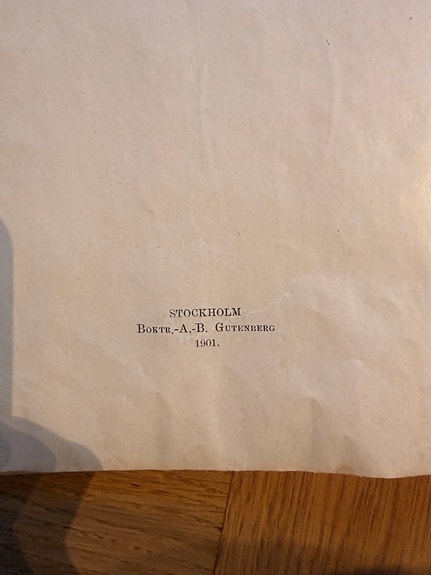 STOCKHOLM
BOKTR.-A.-B. GUTENBERG
1901.